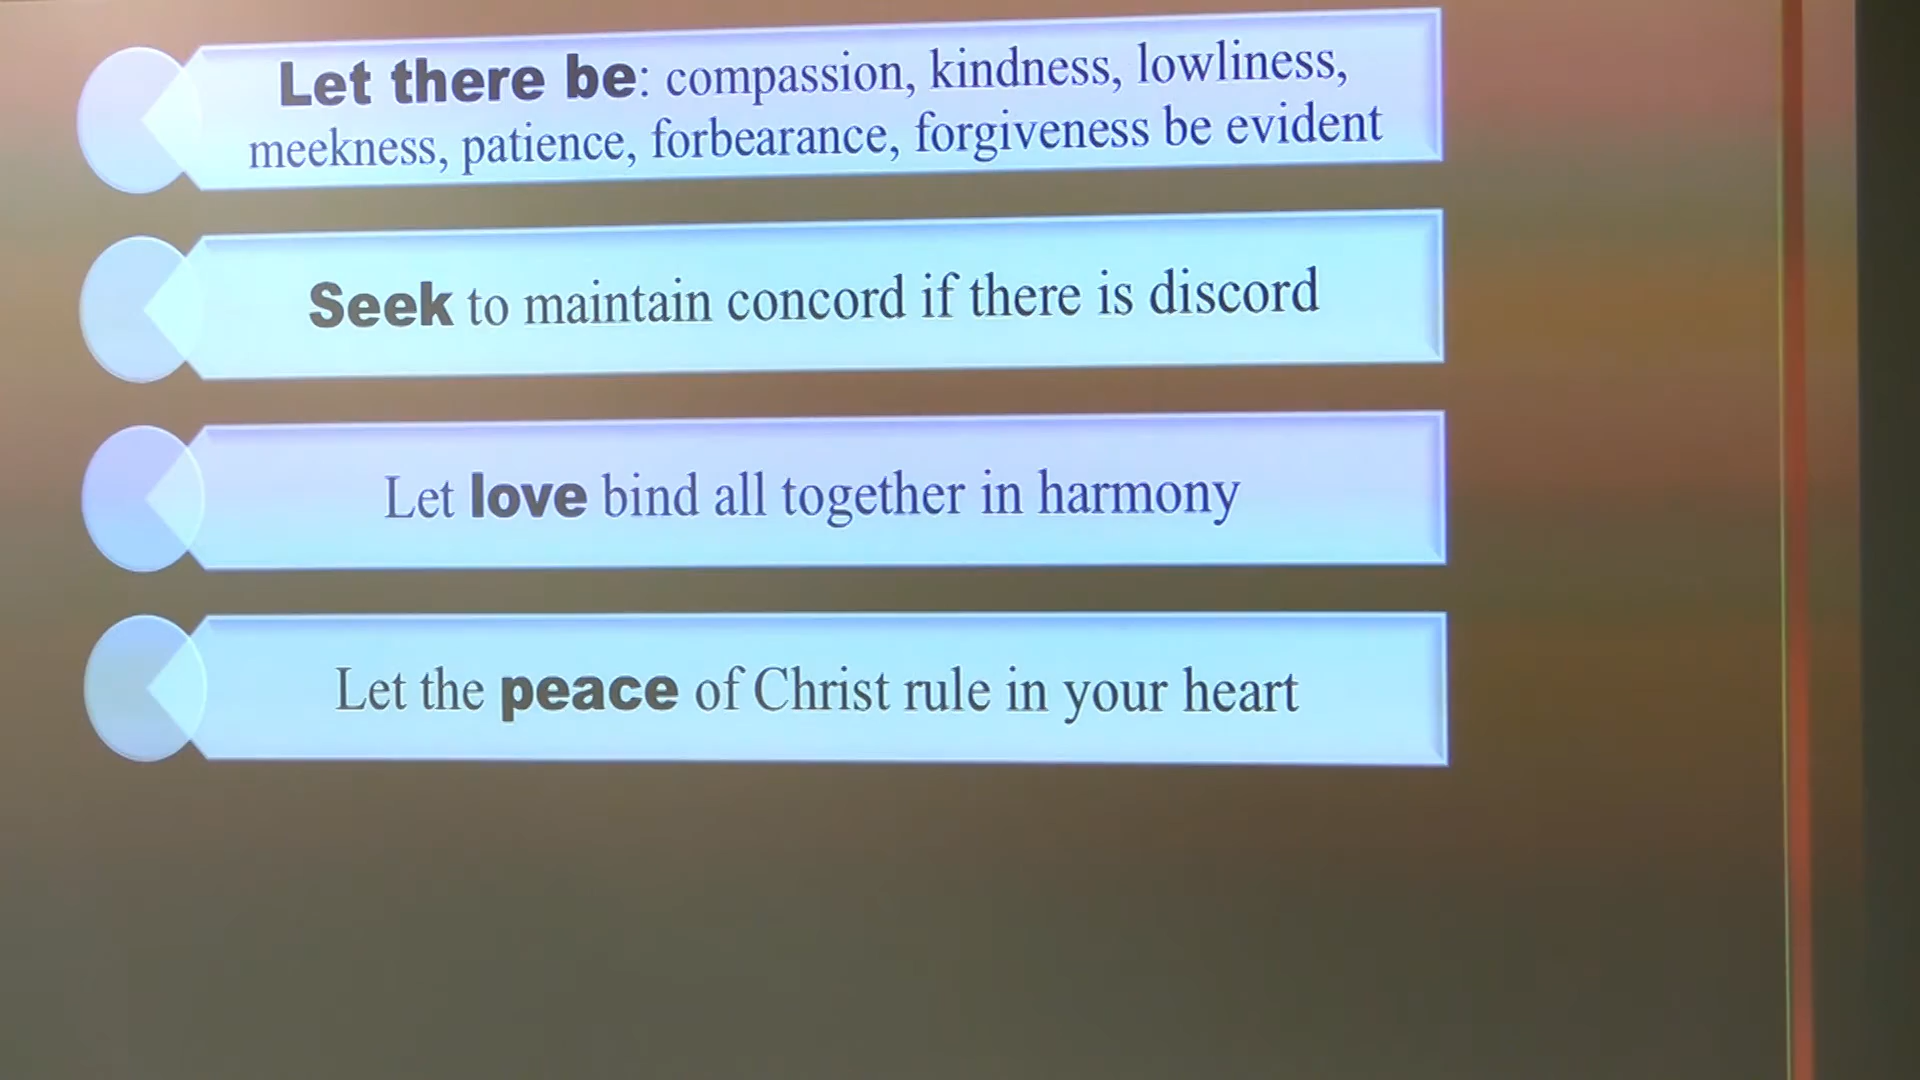 Let there be: compassion, kindness, lowliness,
meekness, patience, forbearance, forgiveness be evident
Seek to maintain concord if there is discord
Let love bind all together in harmony
Let the peace of Christ rule in your heart